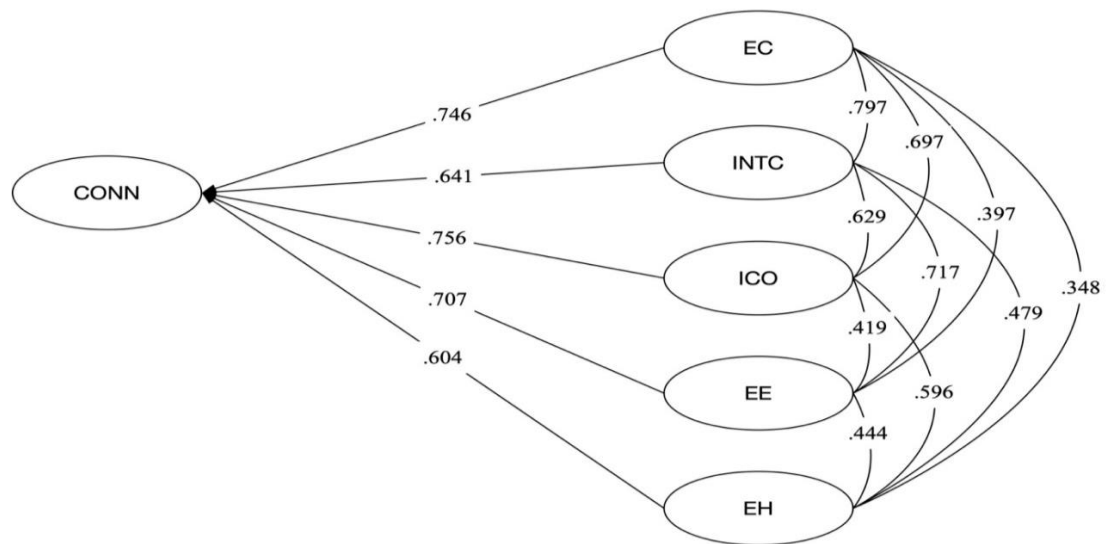 EC
.797
.746
.697
INTC
.641
CONN
.629
.397
.756
.717
ICO
.348
.707
.479
.419
.604
EE
.596
.444
EH